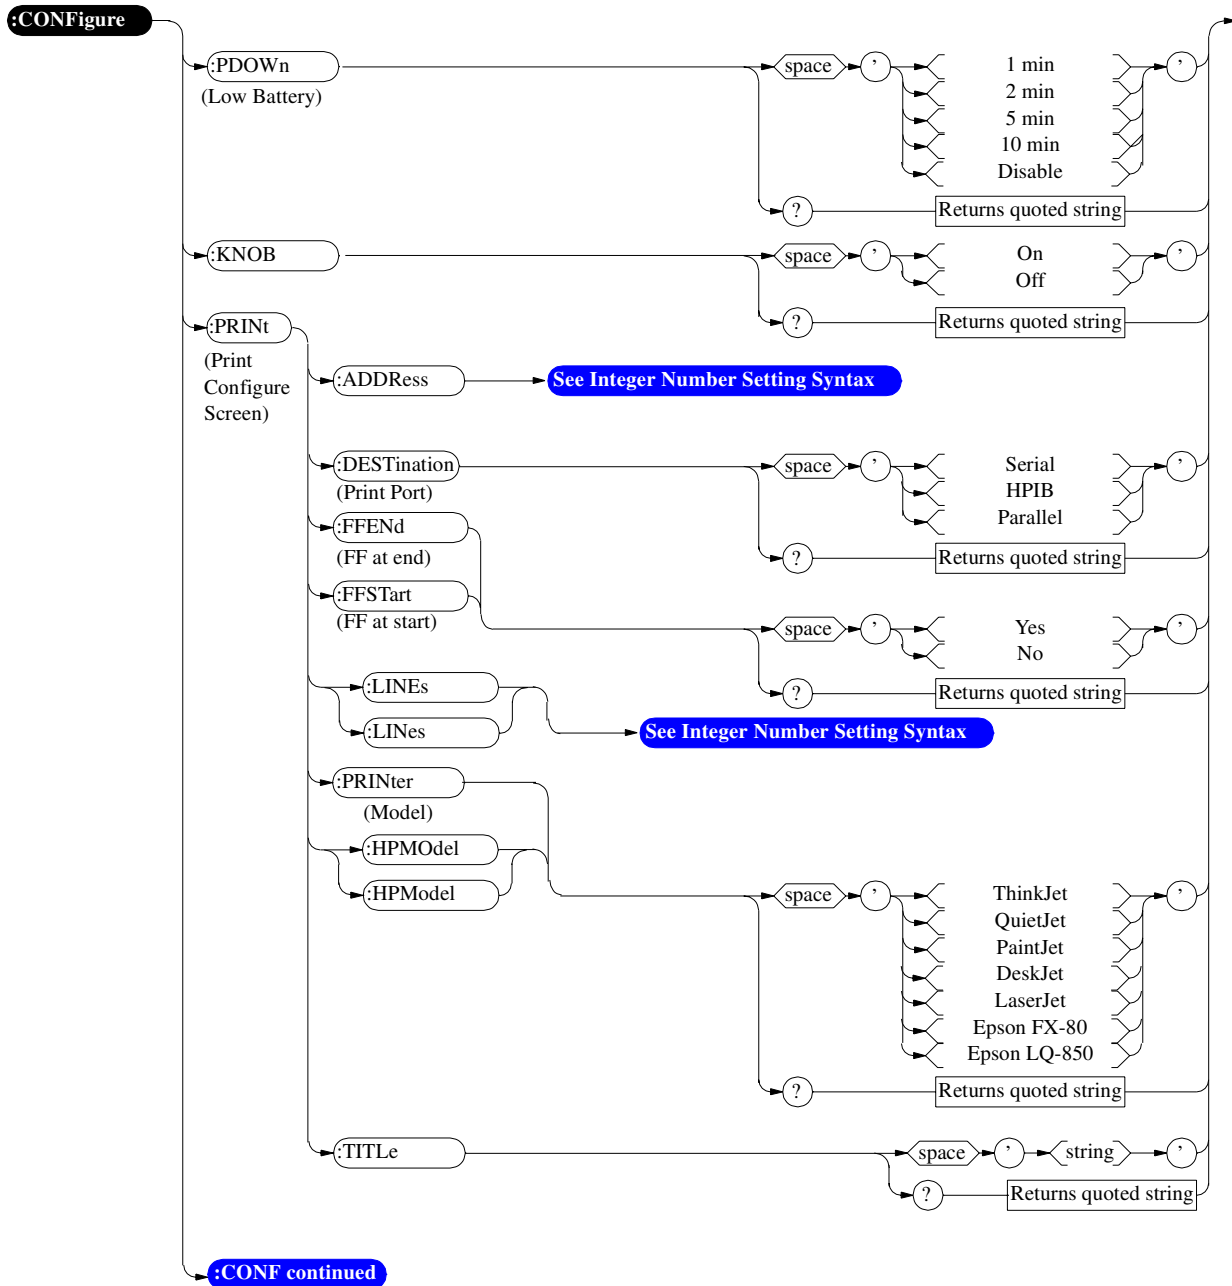 :CONFigure
:PDOWn
(Low Battery)
space ’ 1 min ’
2 min
5 min
10 min
Disable
? Returns quoted string
:KNOB
space ’ On ’
Off
? Returns quoted string
:PRINt
(Print
Configure
Screen)
:ADDRess
See Integer Number Setting Syntax
:DESTination
(Print Port)
space ’ Serial ’
HPIB
Parallel
? Returns quoted string
:FFENd
(FF at end)
:FFSTart
(FF at start)
space ’ Yes ’
No
? Returns quoted string
:LINEs
:LINes
See Integer Number Setting Syntax
:PRINter
(Model)
:HPMOdel
:HPModel
space ’ ThinkJet ’
QuietJet
PaintJet
DeskJet
LaserJet
Epson FX-80
Epson LQ-850
? Returns quoted string
:TITLe
space ’ string ’
? Returns quoted string
:CONF continued